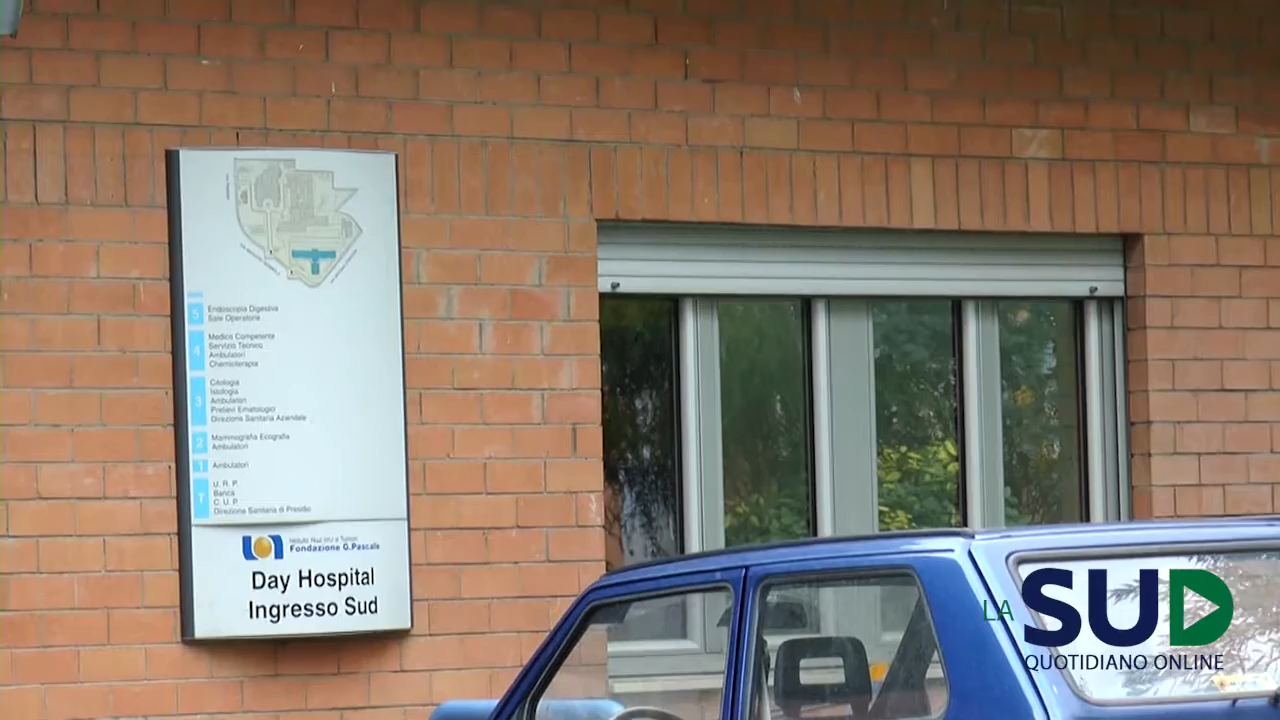 5
Endoscopia Digestiva
Sale Operatorie
4
Medico Competente
Servizio Tecnico
Ambulatori
Chemioterapia
3
Citologia
Istologia
Ambulatori
Prelievi Ematologici
Direzione Sanitaria Aziendale
2
Mammografia Ecografia
Ambulatori
1
Ambulatori
T
U. R. P.
Banca
C. U. P.
Direzione Sanitaria di Presidio
Fondazione G.Pascale
Day Hospital
Ingresso Sud
LA SUD
QUOTIDIANO ONLINE